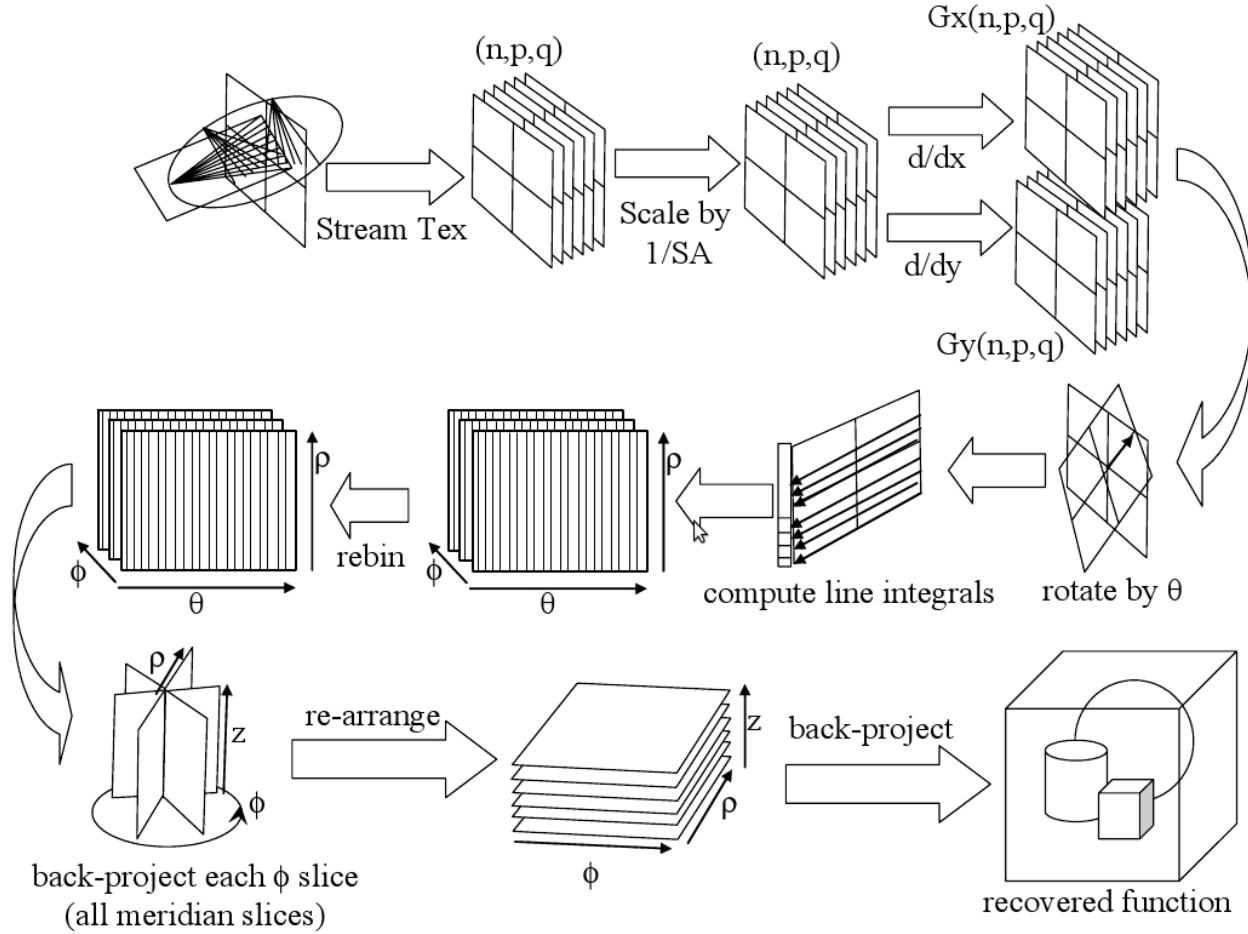 (n,p,q)
(n,p,q)
Gx(n,p,q)
Stream Tex
Scale by
1/SA
d/dx
d/dy
Gy(n,p,q)
ρ
ϕ
θ
rebin
ρ
ϕ
θ
compute line integrals
rotate by θ
ρ
z
ϕ
back-project each ϕ slice
(all meridian slices)
re-arrange
z
ρ
ϕ
back-project
recovered function